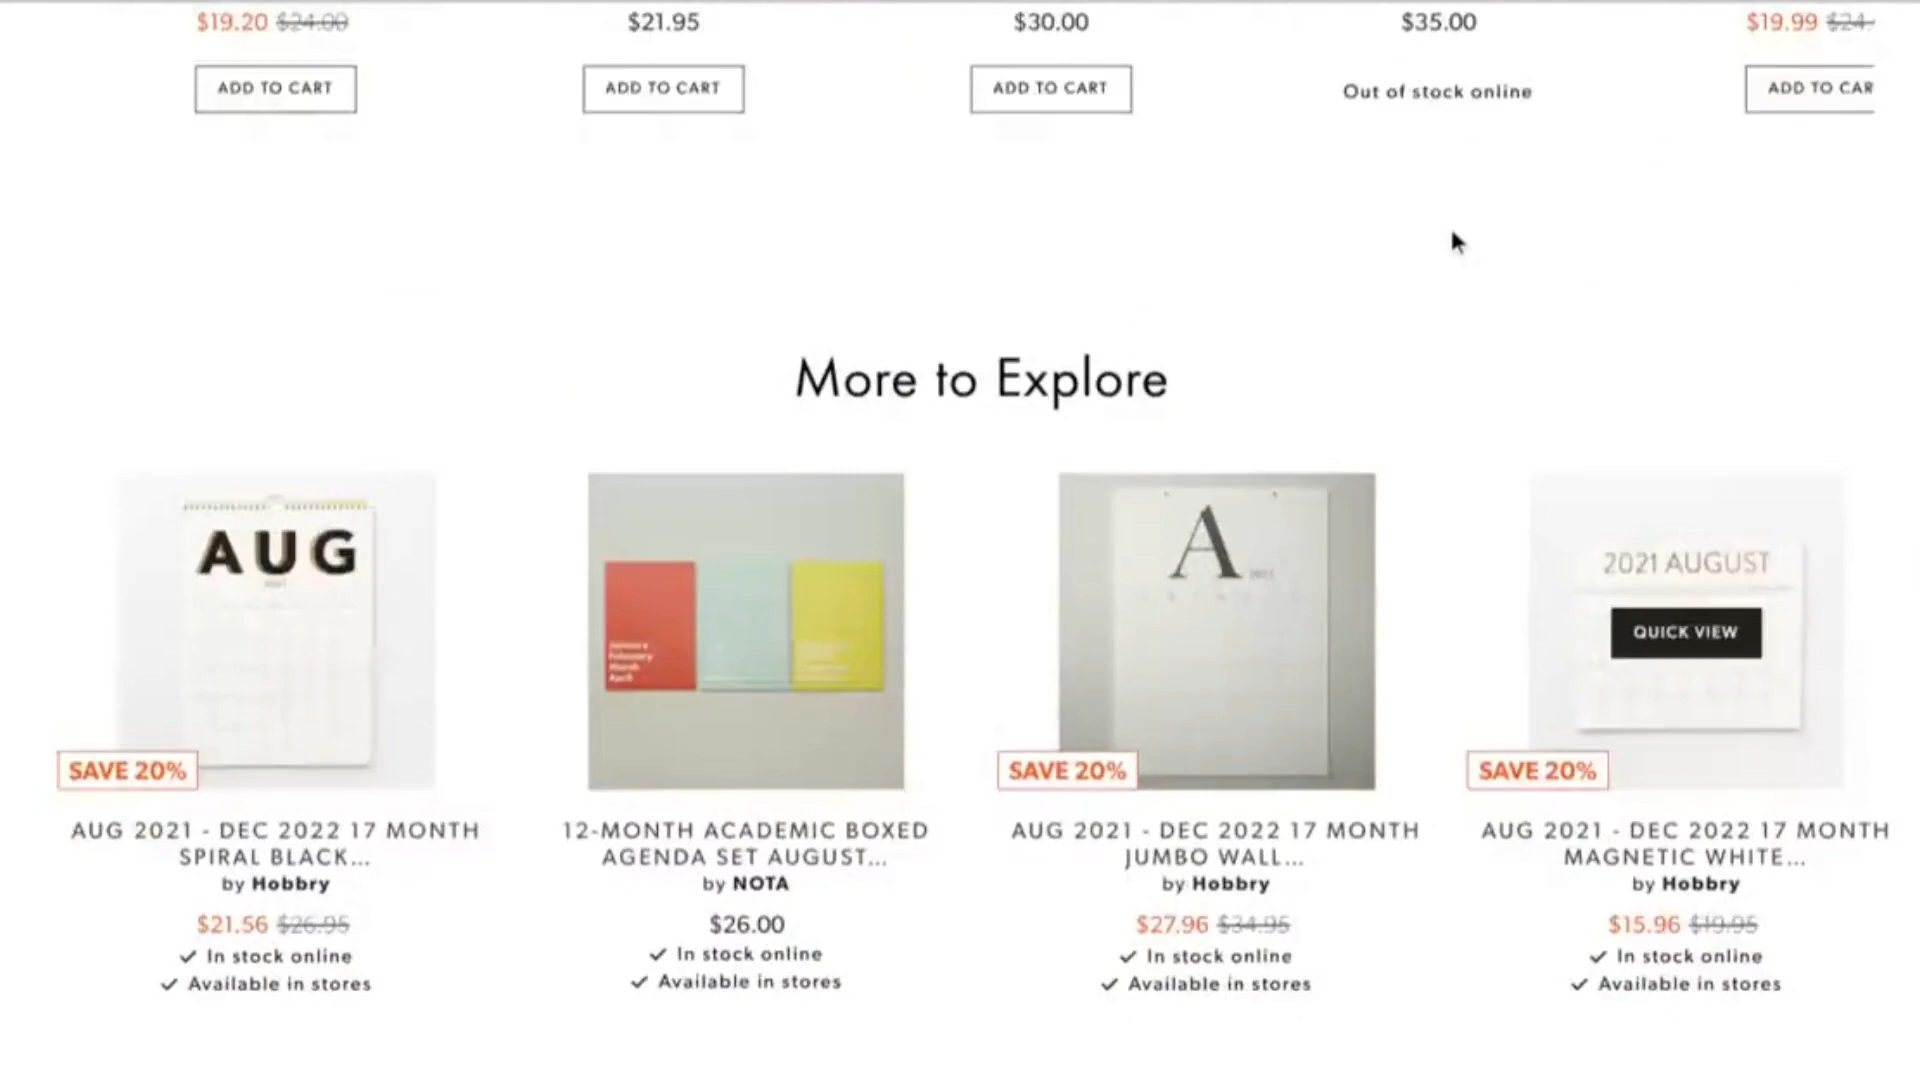 $19.20 $24.00
$21.95
$30.00
$35.00
$19.99 $24.
ADD TO CART
ADD TO CART
ADD TO CART
Out of stock online
ADD TO CAR
More to Explore
AUG
2021
January
February
March
April
A
2021 AUGUST
QUICK VIEW
SAVE 20%
SAVE 20%
SAVE 20%
AUG 2021 - DEC 2022 17 MONTH
SPIRAL BLACK...
by Hobbry
$21.56 $26.95
✓ In stock online
✓ Available in stores
12-MONTH ACADEMIC BOXED
AGENDA SET AUGUST...
by NOTA
$26.00
✓ In stock online
✓ Available in stores
AUG 2021 - DEC 2022 17 MONTH
JUMBO WALL...
by Hobbry
$27.96 $34.95
✓ In stock online
✓ Available in stores
AUG 2021 - DEC 2022 17 MONTH
MAGNETIC WHITE...
by Hobbry
$15.96 $19.95
✓ In stock online
✓ Available in stores